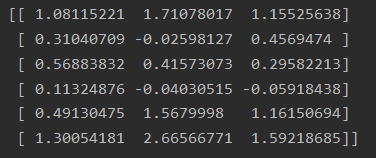 [[ 1.08115221  1.71078017  1.15525638]
 [ 0.31040709 -0.02598127  0.4569474 ]
 [ 0.56883832  0.41573073  0.29582213]
 [ 0.11324876 -0.04030515 -0.05918438]
 [ 0.49130475  1.5679998   1.16150694]
 [ 1.30054181  2.66566771  1.59218685]]